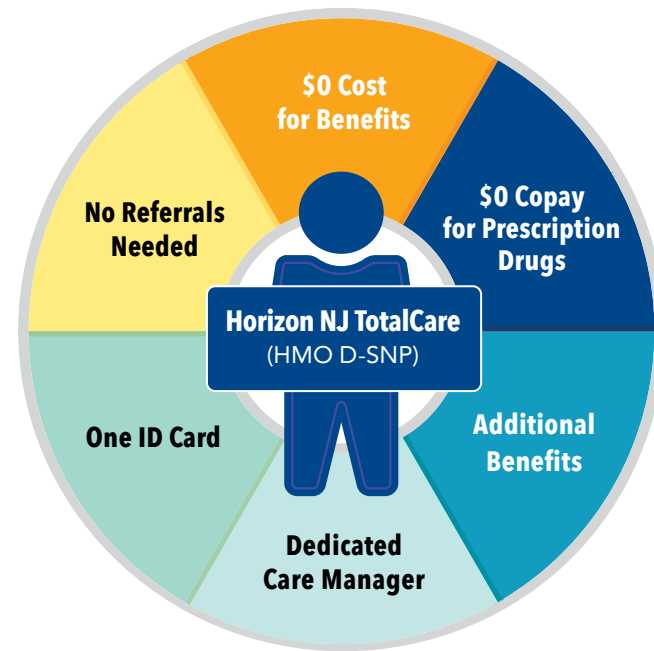 $0 Cost
for Benefits
$0 Copay
for Prescription
Drugs
Additional
Benefits
Dedicated
Care Manager
One ID Card
No Referrals
Needed
Horizon NJ TotalCare
(HMO D-SNP)